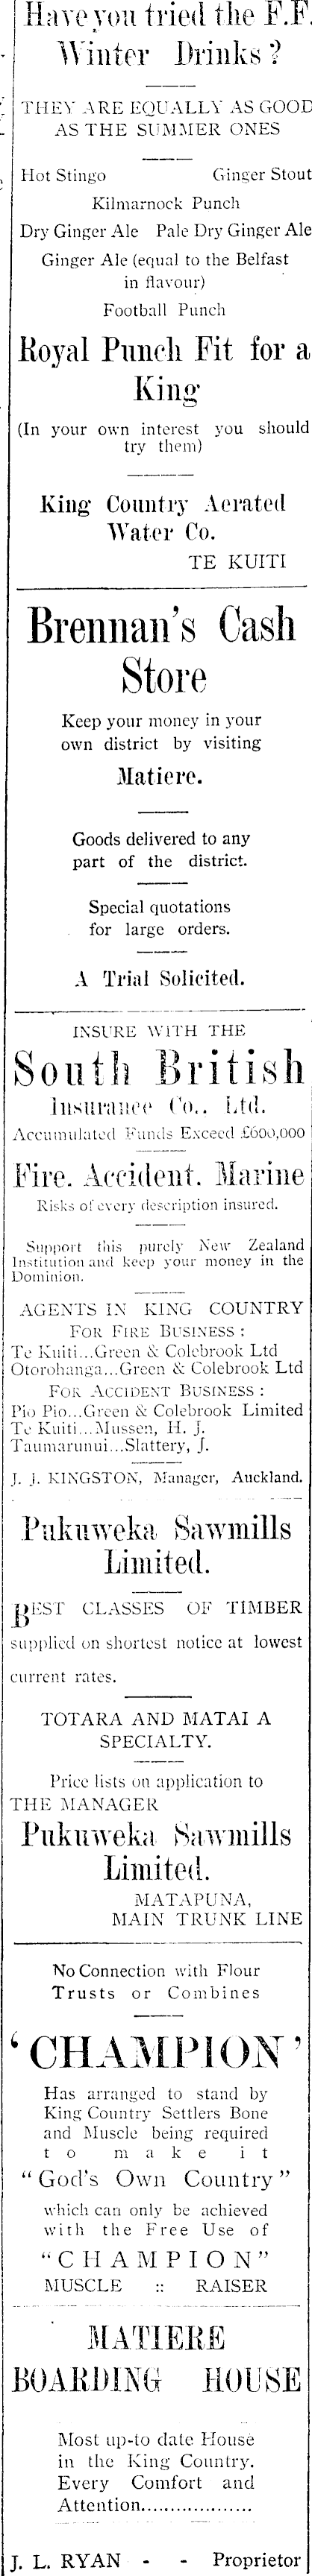 Have you tried the F.F.
Winter Drinks?
THEY ARE EQUALLY AS GOOD
AS THE SUMMER ONES
Hot Stingo Ginger Stout
Kilmarnock Punch
Dry Ginger Ale Pale Dry Ginger Ale
Ginger Ale (equal to the Belfast
in flavour)
Football Punch
Royal Punch Fit for a
King
(In your own interest you should
try them)
King Country Aerated
Water Co.
TE KUITI
Brennan's Cash
Store
Keep your money in your
own district by visiting
Matiere.
Goods delivered to any
part of the district.
Special quotations
for large orders.
A Trial Solicited.
INSURE WITH THE
South British
Insurance Co.. Ltd.
Accumulated Funds Exceed £600,000
Fire. Accident. Marine
Risks of every description insured.
Support this purely New Zealand
Institution and keep your money in the
Dominion.
AGENTS IN KING COUNTRY
FOR FIRE BUSINESS :
Te Kuiti...Green & Colebrook Ltd
Otorohanga...Green & Colebrook Ltd
FOR ACCIDENT BUSINESS :
Pio Pio...Green & Colebrook Limited
Te Kuiti...Mussen, H. J.
Taumarunui...Slattery, J.
J. J. KINGSTON, Manager, Auckland.
Pukuweka Sawmills
Limited.
BEST CLASSES OF TIMBER
supplied on shortest notice at lowest
current rates.
TOTARA AND MATAI A
SPECIALTY.
Price lists on application to
THE MANAGER
Pukuweka Sawmills
Limited.
MATAPUNA,
MAIN TRUNK LINE
No Connection with Flour
Trusts or Combines
'CHAMPION'
Has arranged to stand by
King Country Settlers Bone
and Muscle being required
to make it
"God's Own Country"
which can only be achieved
with the Free Use of
"CHAMPION"
MUSCLE :: RAISER
MATIERE
BOARDING HOUSE
Most up-to date House
in the King Country.
Every Comfort and
Attention....................
J. L. RYAN - - Proprietor